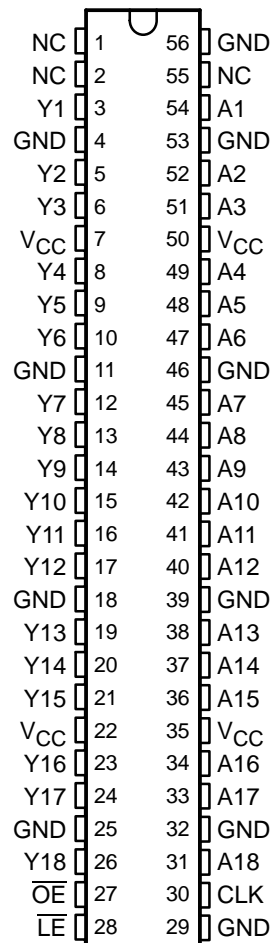 NC 1 56 GND
NC 2 55 NC
Y1 3 54 A1
GND 4 53 GND
Y2 5 52 A2
Y3 6 51 A3
VCC 7 50 VCC
Y4 8 49 A4
Y5 9 48 A5
Y6 10 47 A6
GND 11 46 GND
Y7 12 45 A7
Y8 13 44 A8
Y9 14 43 A9
Y10 15 42 A10
Y11 16 41 A11
Y12 17 40 A12
GND 18 39 GND
Y13 19 38 A13
Y14 20 37 A14
Y15 21 36 A15
VCC 22 35 VCC
Y16 23 34 A16
Y17 24 33 A17
GND 25 32 GND
Y18 26 31 A18
O̅E̅ 27 30 CLK
L̅E̅ 28 29 GND